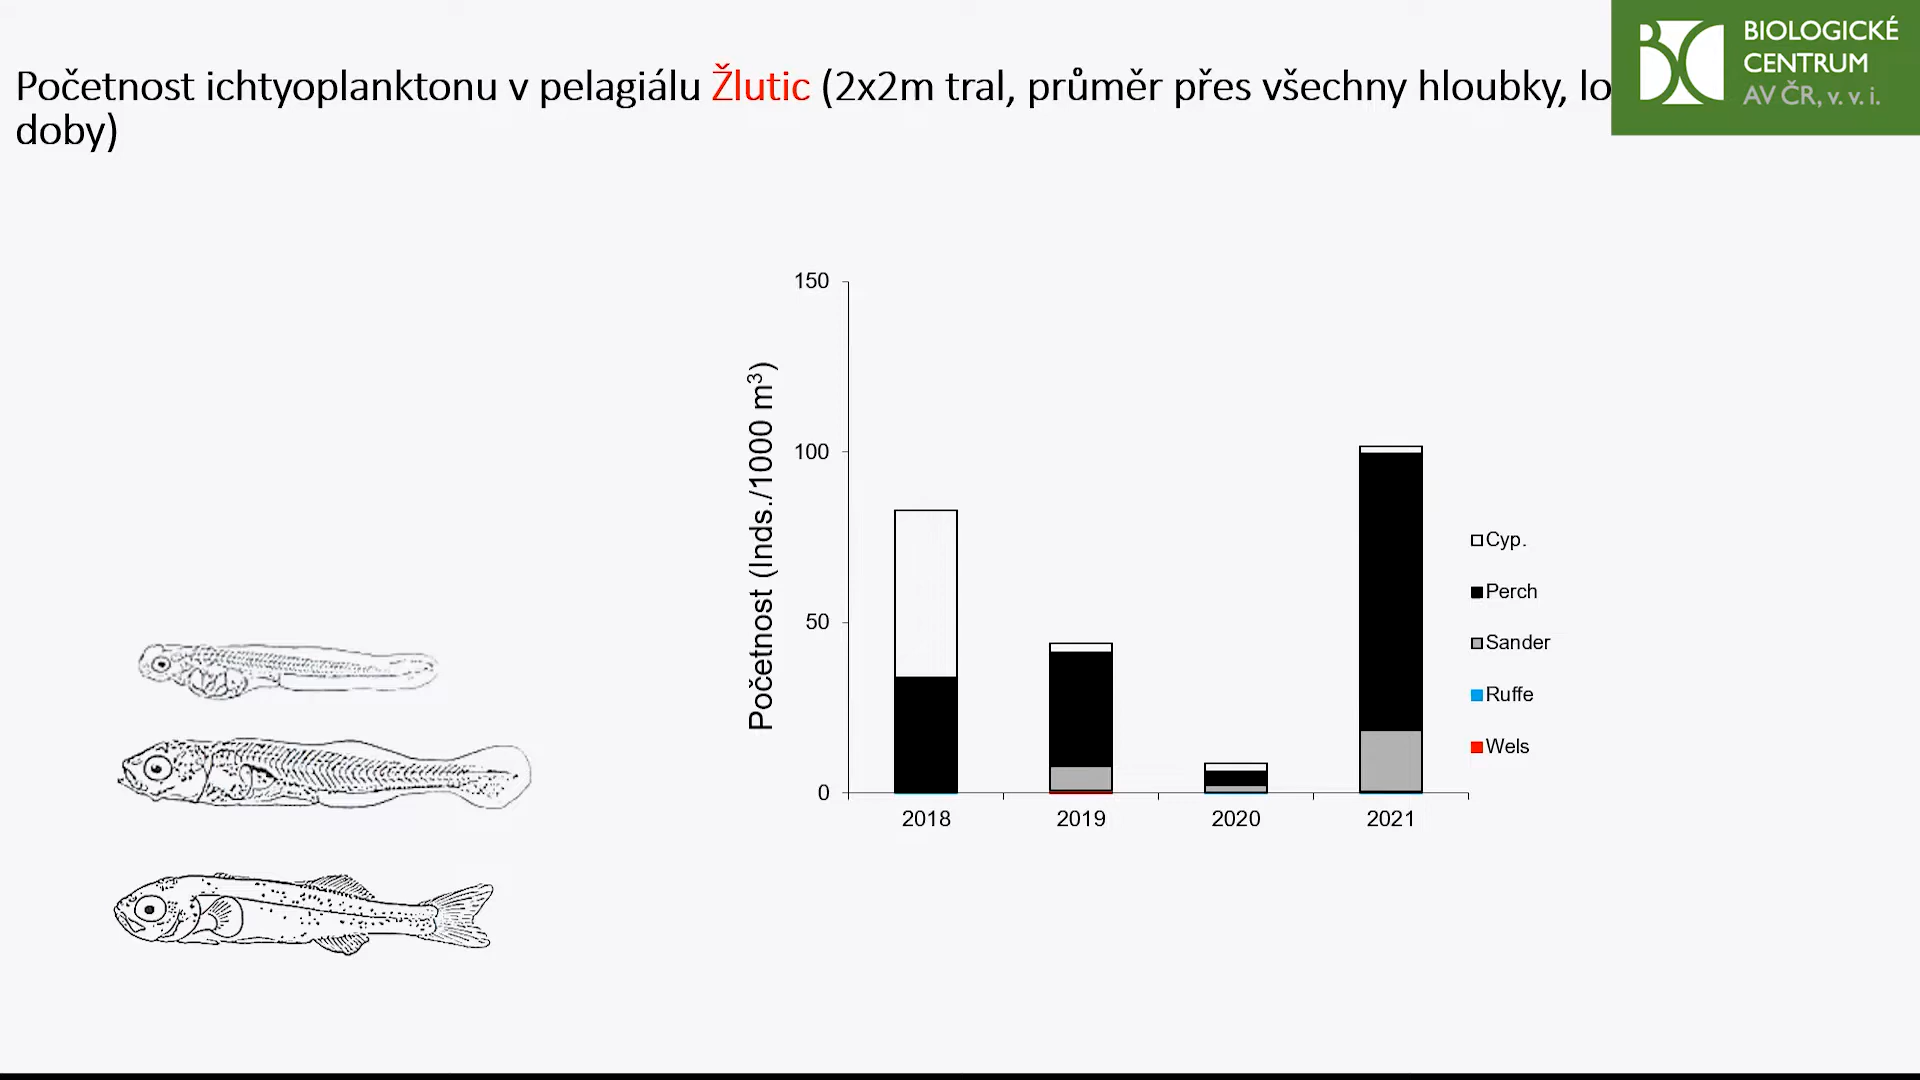 Početnost ichtyoplanktonu v pelagiálu Žlutic (2x2m tral, průměr přes všechny hloubky, lo
doby)
BIOLOGICKÉ
CENTRUM
AV ČR, v. v. i.
Početnost (Inds./1000 m³)
150
100
50
0
2018 2019 2020 2021
Cyp.
Perch
Sander
Ruffe
Wels